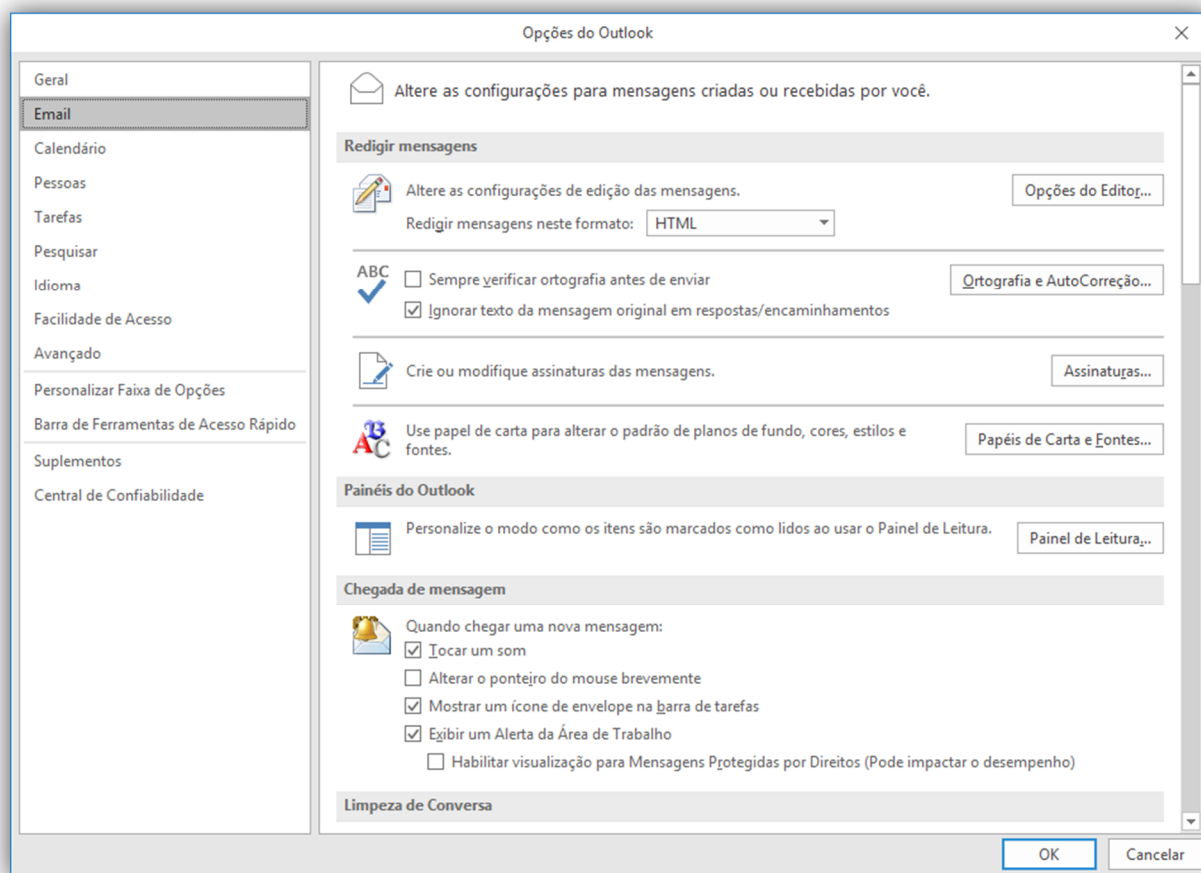 Opções do Outlook
Geral
Email
Calendário
Pessoas
Tarefas
Pesquisar
Idioma
Facilidade de Acesso
Avançado
Personalizar Faixa de Opções
Barra de Ferramentas de Acesso Rápido
Suplementos
Central de Confiabilidade
Altere as configurações para mensagens criadas ou recebidas por você.
Redigir mensagens
Altere as configurações de edição das mensagens.
Opções do Editor...
Redigir mensagens neste formato: HTML
ABC
Sempre verificar ortografia antes de enviar
Ortografia e AutoCorreção...
Ignorar texto da mensagem original em respostas/encaminhamentos
Crie ou modifique assinaturas das mensagens.
Assinaturas...
Use papel de carta para alterar o padrão de planos de fundo, cores, estilos e
fontes.
Papéis de Carta e Fontes...
Painéis do Outlook
Personalize o modo como os itens são marcados como lidos ao usar o Painel de Leitura.
Painel de Leitura...
Chegada de mensagem
Quando chegar uma nova mensagem:
Tocar um som
Alterar o ponteiro do mouse brevemente
Mostrar um ícone de envelope na barra de tarefas
Exibir um Alerta da Área de Trabalho
Habilitar visualização para Mensagens Protegidas por Direitos (Pode impactar o desempenho)
Limpeza de Conversa
OK
Cancelar